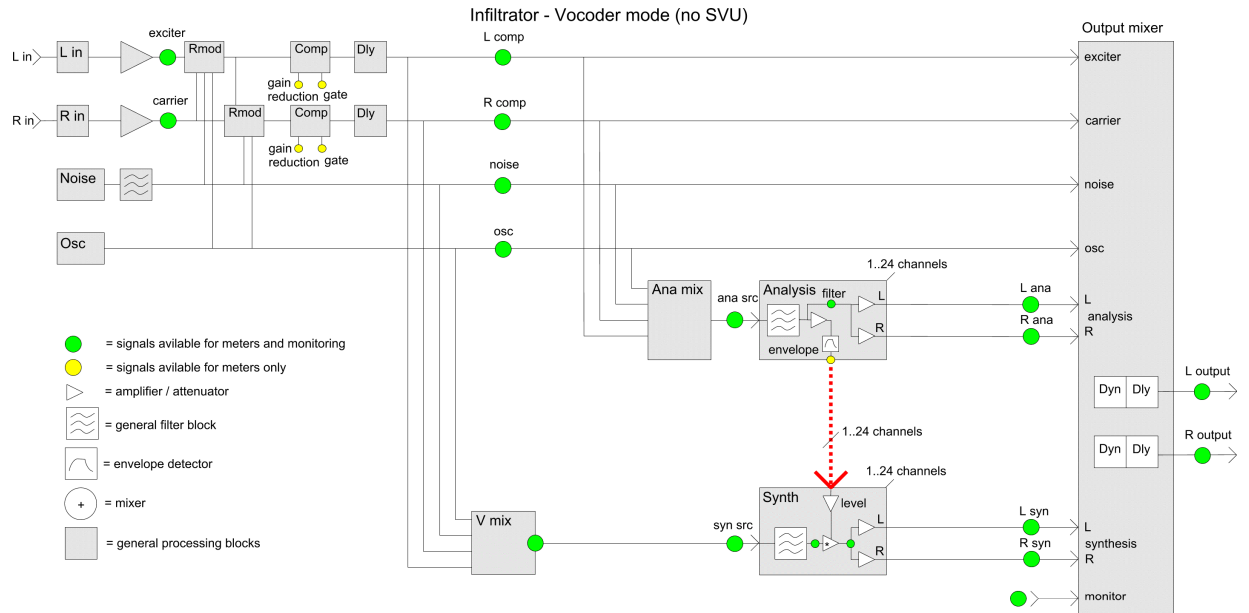 Infiltrator - Vocoder mode (no SVU)
Output mixer
exciter
L comp
L in
L in
Rmod
Comp
Dly
exciter
gain
reduction
gate
carrier
R comp
R in
R in
Rmod
Comp
Dly
carrier
gain
reduction
gate
noise
Noise
noise
osc
Osc
osc
1..24 channels
Ana mix
ana src
Analysis
filter
L
R
envelope
L ana
R ana
L
analysis
R
= signals avilable for meters and monitoring
= signals avilable for meters only
= amplifier / attenuator
= general filter block
= envelope detector
+
= mixer
= general processing blocks
1..24 channels
Dyn
Dly
L output
Dyn
Dly
R output
1..24 channels
V mix
syn src
Synth
level
*
L
R
L syn
R syn
L
synthesis
R
monitor